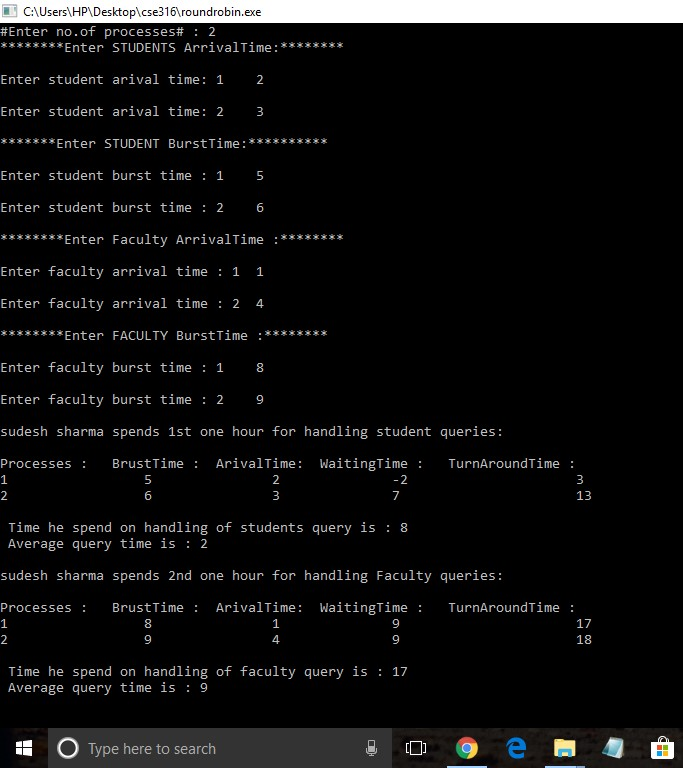 C:\Users\HP\Desktop\cse316\roundrobin.exe
#Enter no.of processes# : 2
********Enter STUDENTS ArrivalTime:********
Enter student arival time: 1    2
Enter student arival time: 2    3
*******Enter STUDENT BurstTime:**********
Enter student burst time : 1    5
Enter student burst time : 2    6
********Enter Faculty ArrivalTime :********
Enter faculty arrival time : 1  1
Enter faculty arrival time : 2  4
********Enter FACULTY BurstTime :********
Enter faculty burst time : 1    8
Enter faculty burst time : 2    9
sudesh sharma spends 1st one hour for handling student queries:
Processes :   BrustTime :  ArivalTime:  WaitingTime :   TurnAroundTime :
1                 5               2              -2                     3
2                 6               3              7                      13
Time he spend on handling of students query is : 8
Average query time is : 2
sudesh sharma spends 2nd one hour for handling Faculty queries:
Processes :   BrustTime :  ArivalTime:  WaitingTime :   TurnAroundTime :
1                 8               1              9                      17
2                 9               4              9                      18
Time he spend on handling of faculty query is : 17
Average query time is : 9
Type here to search